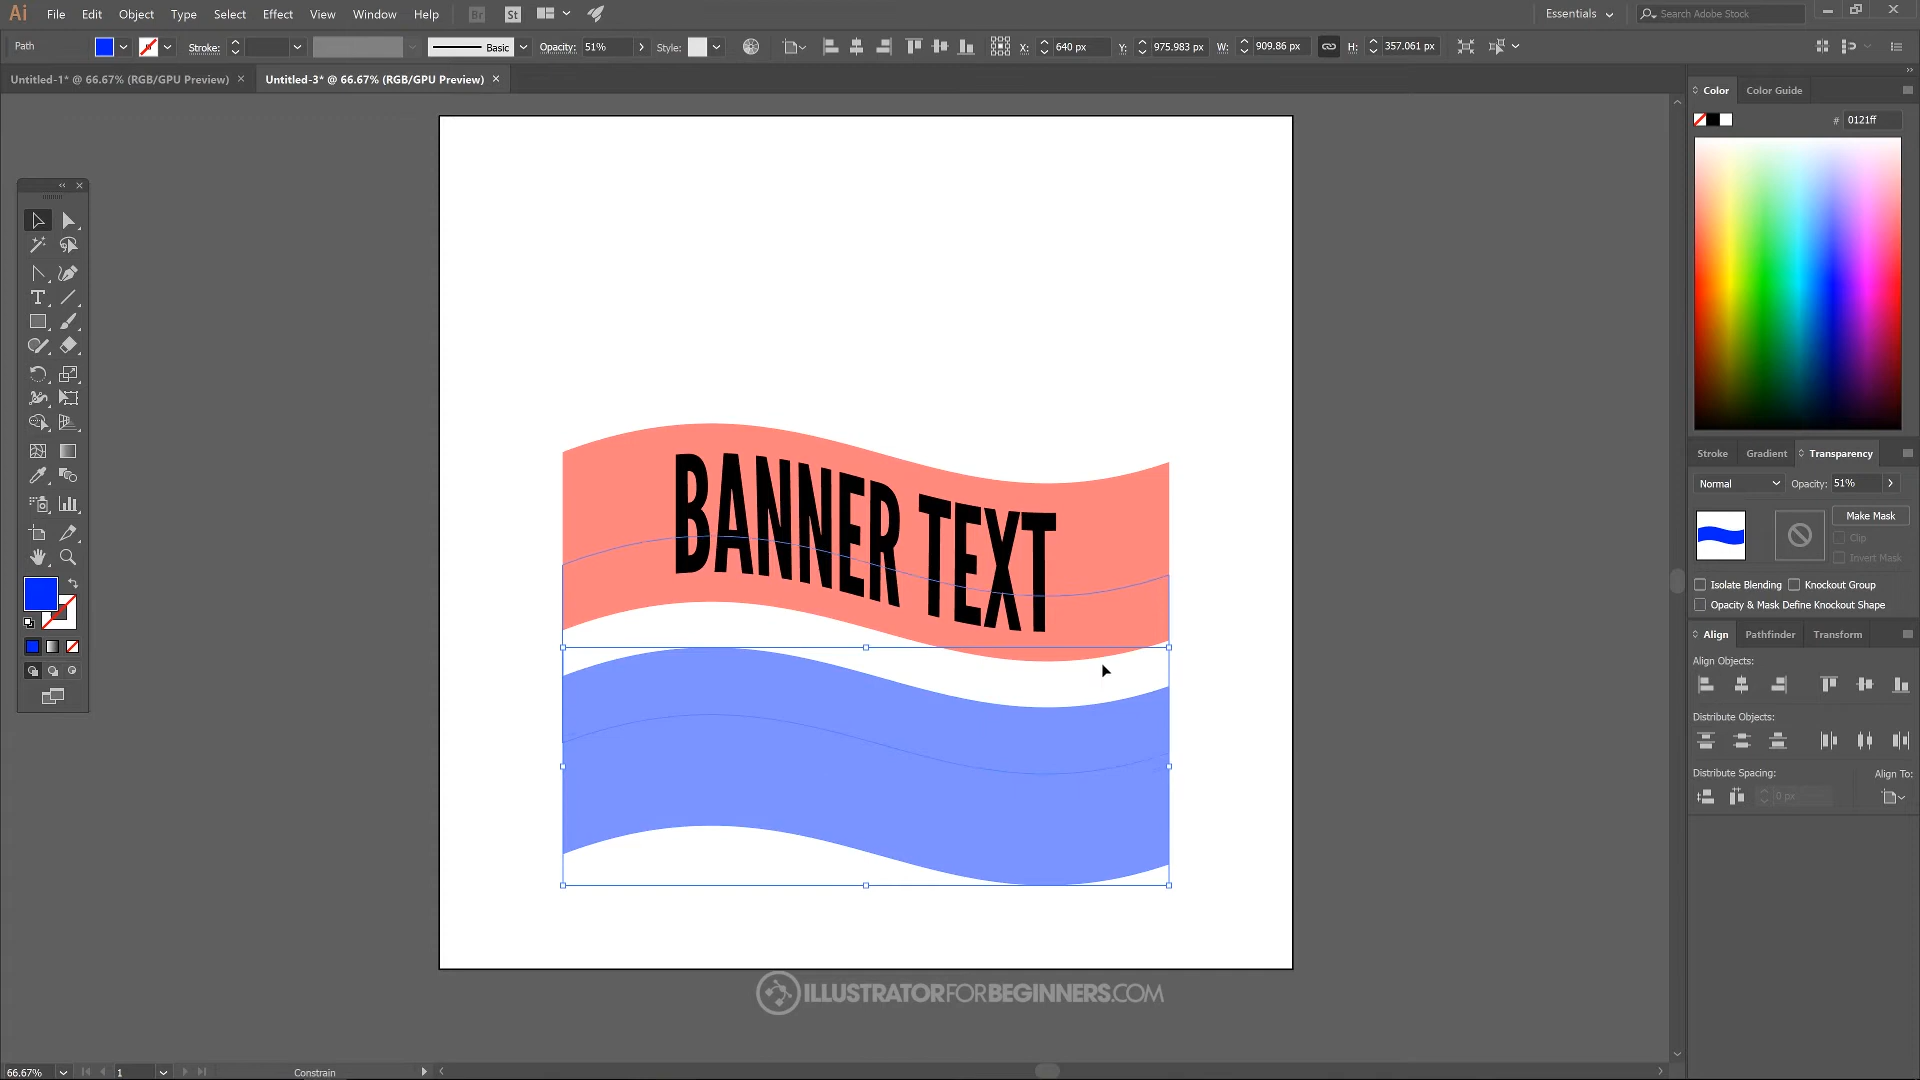 Ai File Edit Object Type Select Effect View Window Help Br St Essentials Search Adobe Stock
Path Stroke: Basic Opacity: 51% Style: X: 640 px Y: 975.983 px W: 909.86 px H: 357.061 px
Untitled-1* @ 66.67% (RGB/GPU Preview) Untitled-3* @ 66.67% (RGB/GPU Preview)
Color Color Guide
# 0121ff
Stroke Gradient Transparency
Normal Opacity: 51%
Make Mask
Clip
Invert Mask
Isolate Blending Knockout Group
Opacity & Mask Define Knockout Shape
Align Pathfinder Transform
Align Objects:
Distribute Objects:
Distribute Spacing: Align To:
0 px
BANNER TEXT
ILLUSTRATORFORBEGINNERS.COM
66.67% 1 Constrain